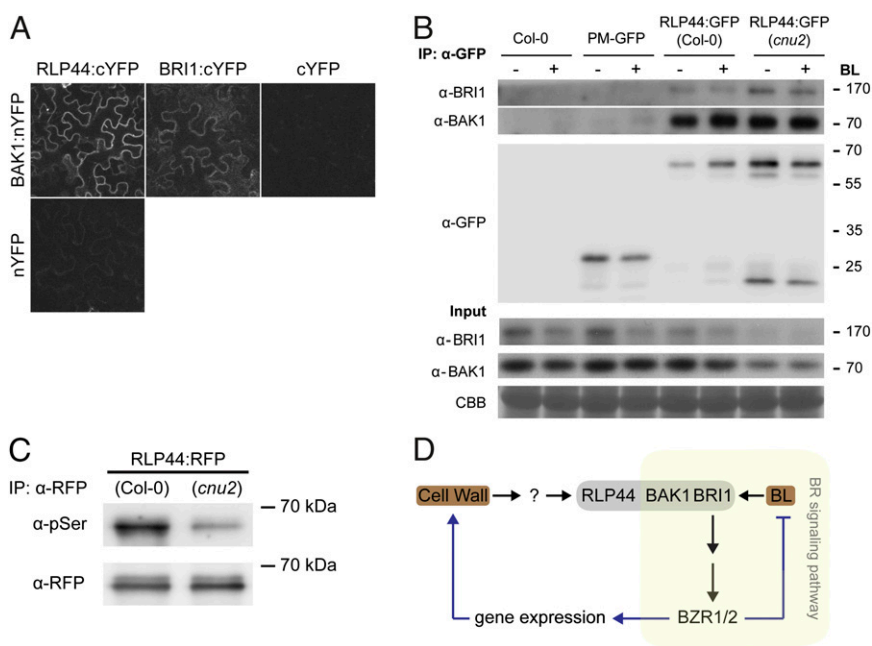 A
RLP44:cYFP BRI1:cYFP cYFP
BAK1::nYFP
nYFP
B
Col-0 PM-GFP RLP44:GFP (Col-0) RLP44:GFP (cnu2)
IP: α-GFP
- + - + - + - + BL
α-BRI1 - 170
α-BAK1 - 70
α-GFP
- 70
- 55
- 35
- 25
Input
α-BRI1 - 170
α-BAK1 - 70
CBB
C
RLP44:RFP
IP: α-RFP (Col-0) (cnu2)
α-pSer — 70 kDa
α-RFP — 70 kDa
D
Cell Wall ? RLP44 BAK1 BRI1 BL
BR signaling pathway
gene expression BZR1/2